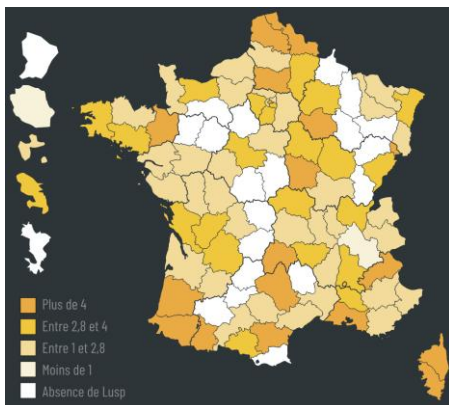 Plus de 4
Entre 2,8 et 4
Entre 1 et 2,8
Moins de 1
Absence de Lusp